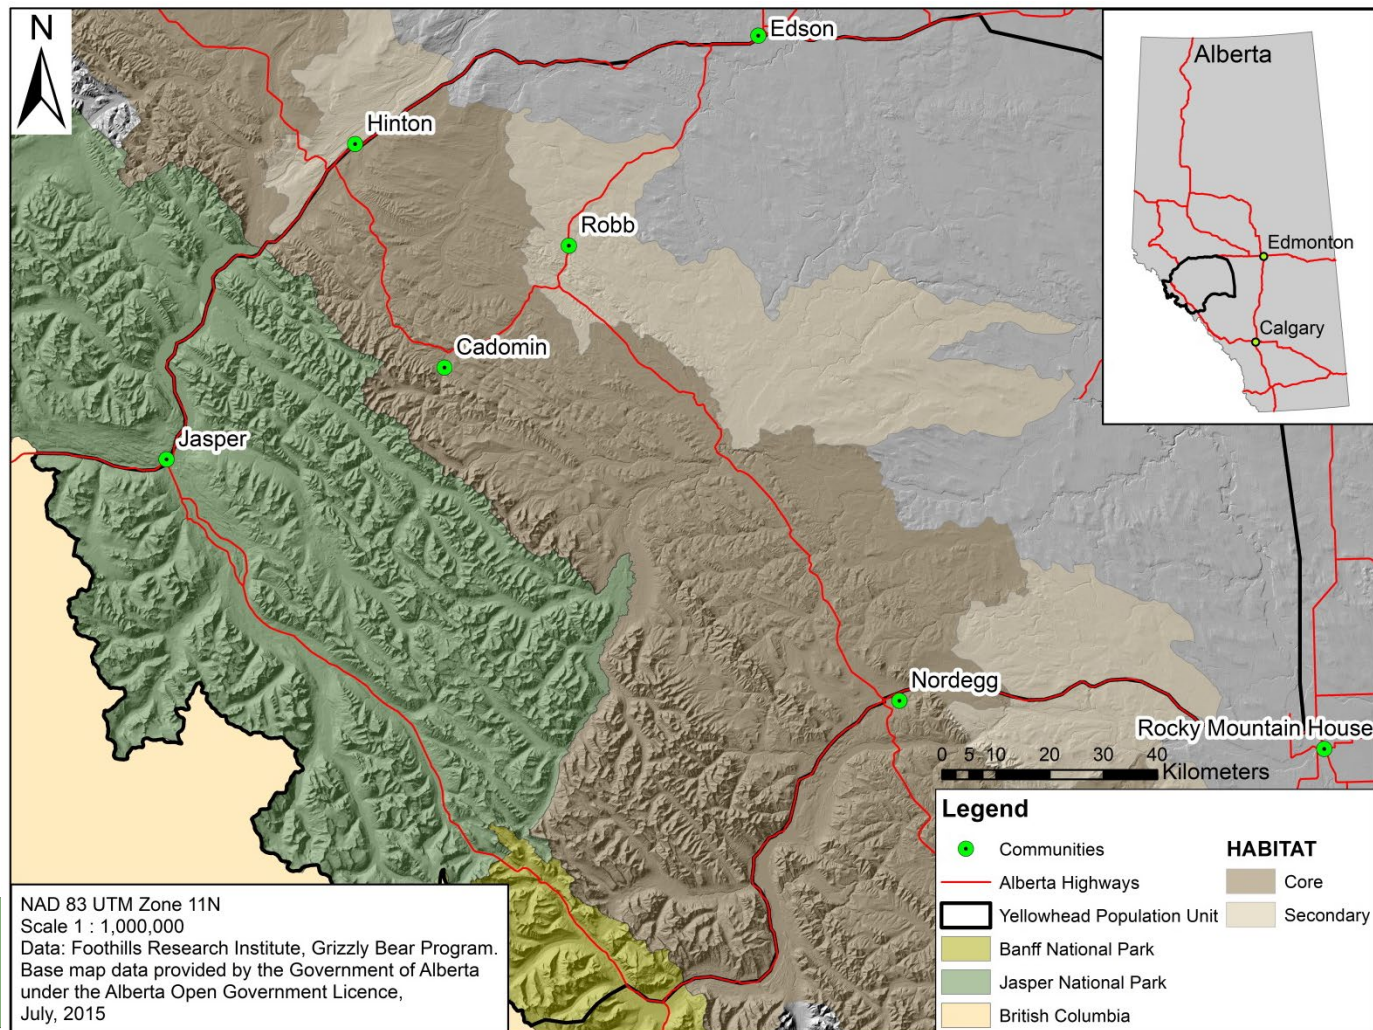 N
Edson
Alberta
Hinton
Robb
Edmonton
Calgary
Cadomin
Jasper
Nordegg
Rocky Mountain House
0 5 10 20 30 40
Kilometers
Legend
Communities
Alberta Highways
Yellowhead Population Unit
Banff National Park
Jasper National Park
British Columbia
HABITAT
Core
Secondary
NAD 83 UTM Zone 11N
Scale 1 : 1,000,000
Data: Foothills Research Institute, Grizzly Bear Program.
Base map data provided by the Government of Alberta
under the Alberta Open Government Licence,
July, 2015